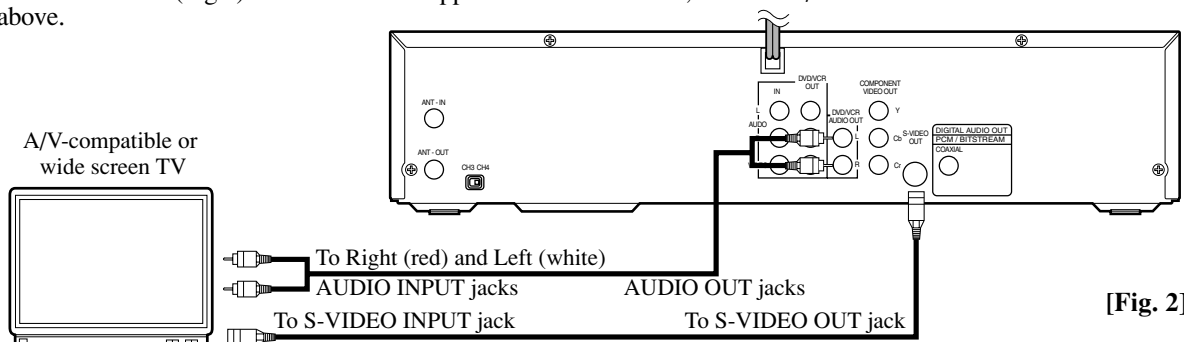 above.
ANT - IN
ANT - OUT
CH3 CH4
IN
DVD/VCR
OUT
L
AUDIO
DVD/VCR
AUDIO OUT
L
R
COMPONENT
VIDEO OUT
Y
Cb
Cr
S-VIDEO
OUT
DIGITAL AUDIO OUT
PCM / BITSTREAM
COAXIAL
A/V-compatible or
wide screen TV
To Right (red) and Left (white)
AUDIO INPUT jacks
AUDIO OUT jacks
To S-VIDEO INPUT jack
To S-VIDEO OUT jack
[Fig. 2]